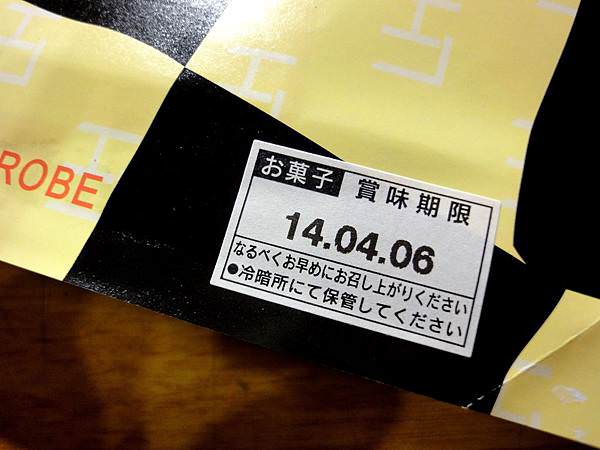 ROBE
お菓子 賞味期限
14.04.06
なるべくお早めにお召し上がりください
●冷暗所にて保管してください